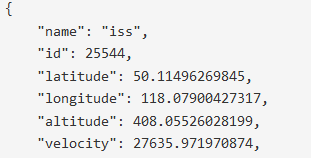 {
"name": "iss",
"id": 25544,
"latitude": 50.11496269845,
"longitude": 118.07900427317,
"altitude": 408.05526028199,
"velocity": 27635.971970874,